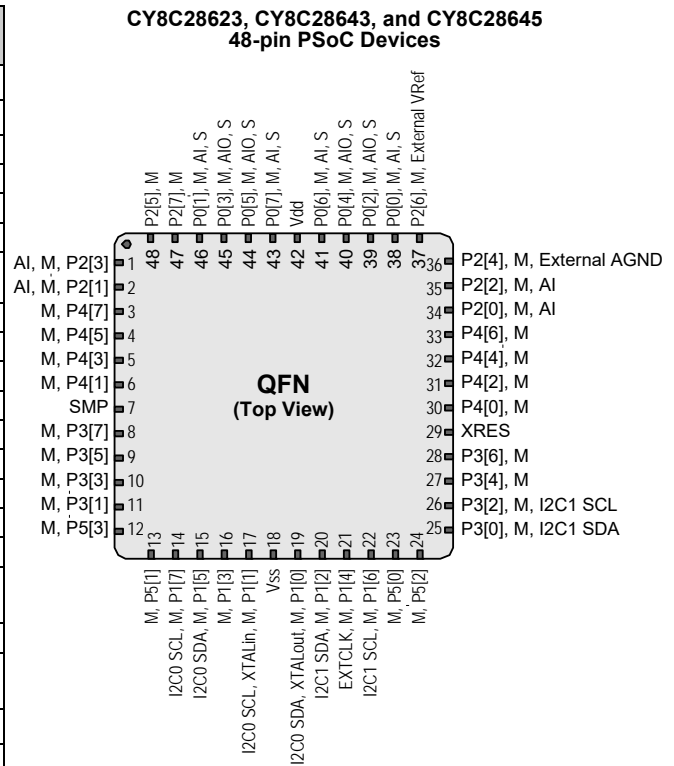 CY8C28623, CY8C28643, and CY8C28645
48-pin PSoC Devices
P2[5], M
P2[7], M
P0[1], M, AI, S
P0[3], M, AIO, S
P0[5], M, AIO, S
P0[7], M, AI, S
Vdd
P0[6], M, AI, S
P0[4], M, AIO, S
P0[2], M, AIO, S
P0[0], M, AI, S
P2[6], M, External VRef
48
47
46
45
44
43
42
41
40
39
38
37
AI, M, P2[3] 1
AI, M, P2[1] 2
M, P4[7] 3
M, P4[5] 4
M, P4[3] 5
M, P4[1] 6
SMP 7
M, P3[7] 8
M, P3[5] 9
M, P3[3] 10
M, P3[1] 11
M, P5[3] 12
QFN
(Top View)
36 P2[4], M, External AGND
35 P2[2], M, AI
34 P2[0], M, AI
33 P4[6], M
32 P4[4], M
31 P4[2], M
30 P4[0], M
29 XRES
28 P3[6], M
27 P3[4], M
26 P3[2], M, I2C1 SCL
25 P3[0], M, I2C1 SDA
13
14
15
16
17
18
19
20
21
22
23
24
M, P5[1]
I2C0 SCL, M, P1[7]
I2C0 SDA, M, P1[5]
M, P1[3]
I2C0 SCL, XTALin, M, P1[1]
Vss
I2C0 SDA, XTALout, M, P1[0]
I2C1 SDA, M, P1[2]
EXTCLK, M, P1[4]
I2C1 SCL, M, P1[6]
M, P5[0]
M, P5[2]